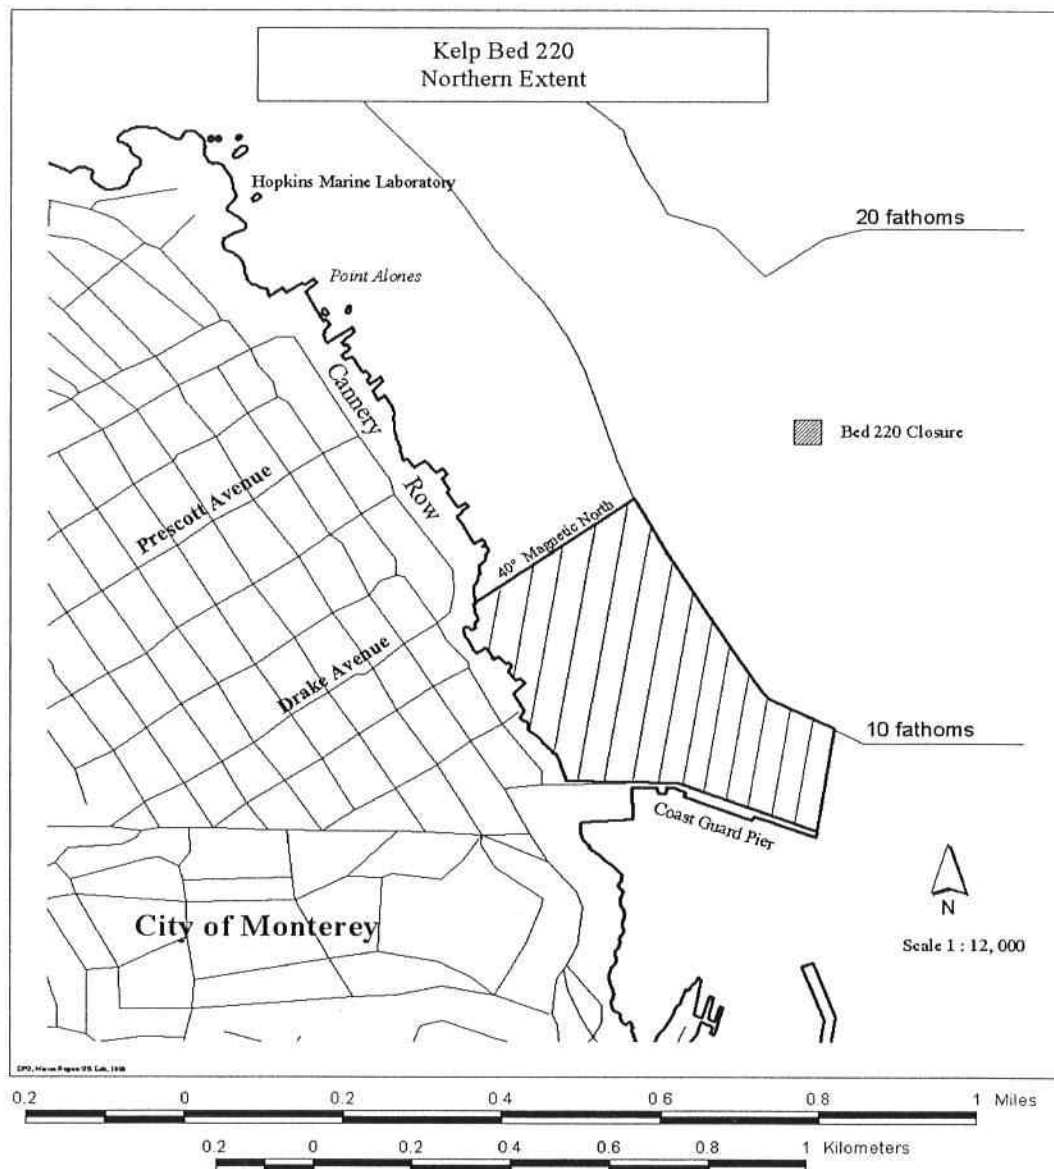 Kelp Bed 220
Northern Extent
Hopkins Marine Laboratory
20 fathoms
Point Alones
Cannery
Row
Bed 220 Closure
Prescott Avenue
40° Magnetic North
Drake Avenue
10 fathoms
Coast Guard Pier
City of Monterey
N
Scale 1 : 12, 000
0.2 0 0.2 0.4 0.6 0.8 1 Miles
0.2 0 0.2 0.4 0.6 0.8 1 Kilometers